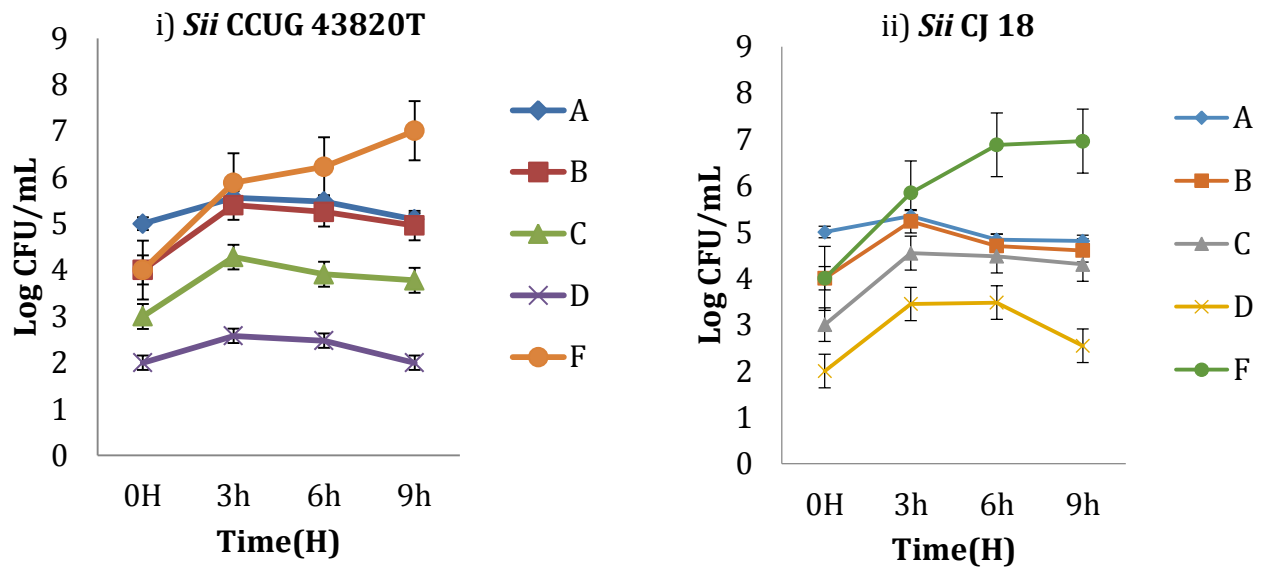 i) Sii CCUG 43820T
9
8
7
6
5
4
3
2
1
0
Log CFU/mL
0H 3h 6h 9h
Time(H)
A
B
C
D
F
ii) Sii CJ 18
9
8
7
6
5
4
3
2
1
0
Log CFU/mL
0H 3h 6h 9h
Time(H)
A
B
C
D
F